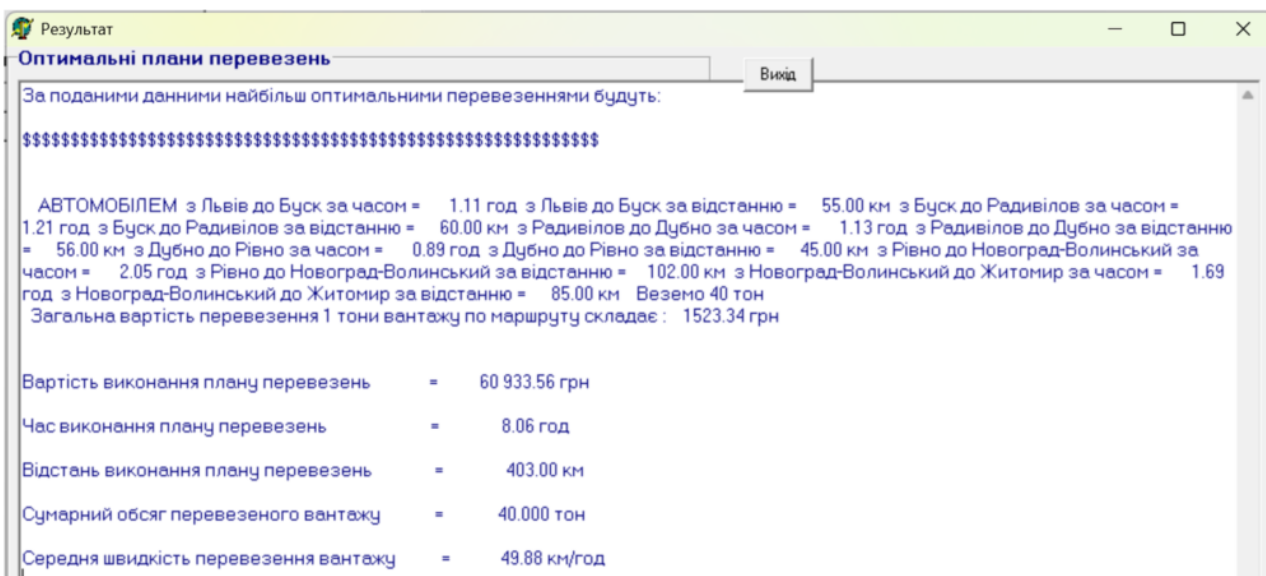 Результат
Оптимальні плани перевезень
Вихід
За поданими данними найбільш оптимальними перевезеннями будуть:
$$$$$$$$$$$$$$$$$$$$$$$$$$$$$$$$$$$$$$$$$$$$$$$$$$$$$$$$$$$$
АВТОМОБІЛЕМ з Львів до Буск за часом = 1.11 год з Львів до Буск за відстанню = 55.00 км з Буск до Радивілов за часом =
1.21 год з Буск до Радивілов за відстанню = 60.00 км з Радивілов до Дубно за часом = 1.13 год з Радивілов до Дубно за відстанню
= 56.00 км з Дубно до Рівно за часом = 0.89 год з Дубно до Рівно за відстанню = 45.00 км з Рівно до Новоград-Волинський за
часом = 2.05 год з Рівно до Новоград-Волинський за відстанню = 102.00 км з Новоград-Волинський до Житомир за часом = 1.69
год з Новоград-Волинський до Житомир за відстанню = 85.00 км Веземо 40 тон
Загальна вартість перевезення 1 тони вантажу по маршруту складає : 1523.34 грн
Вартість виконання плану перевезень = 60 933.56 грн
Час виконання плану перевезень = 8.06 год
Відстань виконання плану перевезень = 403.00 км
Сумарний обсяг перевезеного вантажу = 40.000 тон
Середня швидкість перевезення вантажу = 49.88 км/год